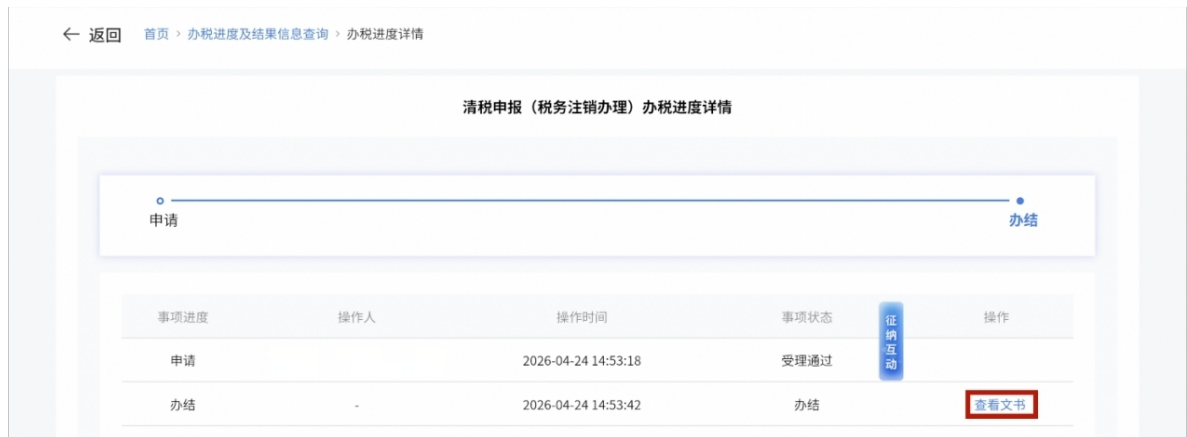 ← 返回 首页 > 办税进度及结果信息查询 > 办税进度详情
清税申报（税务注销办理）办税进度详情
申请 办结
事项进度 操作人 操作时间 事项状态 操作
申请 2026-04-24 14:53:18 受理通过
办结 - 2026-04-24 14:53:42 办结 查看文书
征纳互动